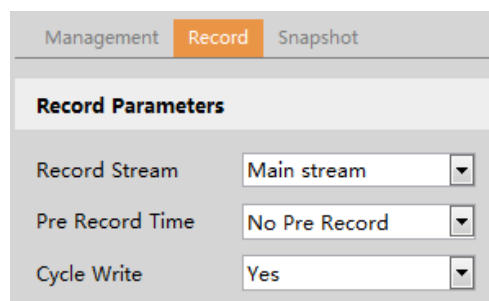 Management Record Snapshot
Record Parameters
Record Stream Main stream
Pre Record Time No Pre Record
Cycle Write Yes